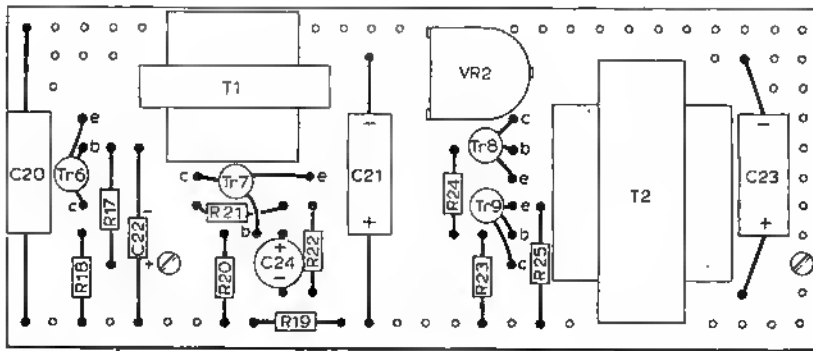 T1
VR2
T2
C20
C21
C23
C22
C24
Tr6
Tr7
Tr8
Tr9
R17
R18
R19
R20
R21
R22
R23
R24
R25
e
b
c
c
e
b
c
b
e
e
b
c
−
+
−
+
−
+
+
−
+